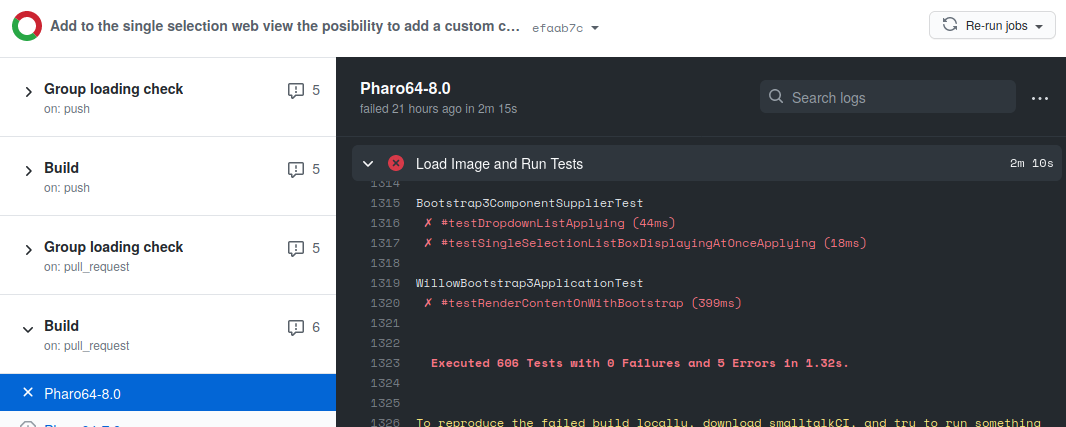 Add to the single selection web view the posibility to add a custom c... efaab7c
Re-run jobs
Group loading check 5
on: push
Build 5
on: push
Group loading check 5
on: pull_request
Build 6
on: pull_request
Pharo64-8.0
Pharo64-8.0
failed 21 hours ago in 2m 15s
Search logs
Load Image and Run Tests 2m 10s
1314
1315 Bootstrap3ComponentSupplierTest
1316 ✗ #testDropdownListApplying (44ms)
1317 ✗ #testSingleSelectionListBoxDisplayingAtOnceApplying (18ms)
1318
1319 WillowBootstrap3ApplicationTest
1320 ✗ #testRenderContentOnWithBootstrap (399ms)
1321
1322
1323 Executed 606 Tests with 0 Failures and 5 Errors in 1.32s.
1324
1325
1326 To reproduce the failed build locally, download smalltalkCI, and try to run something